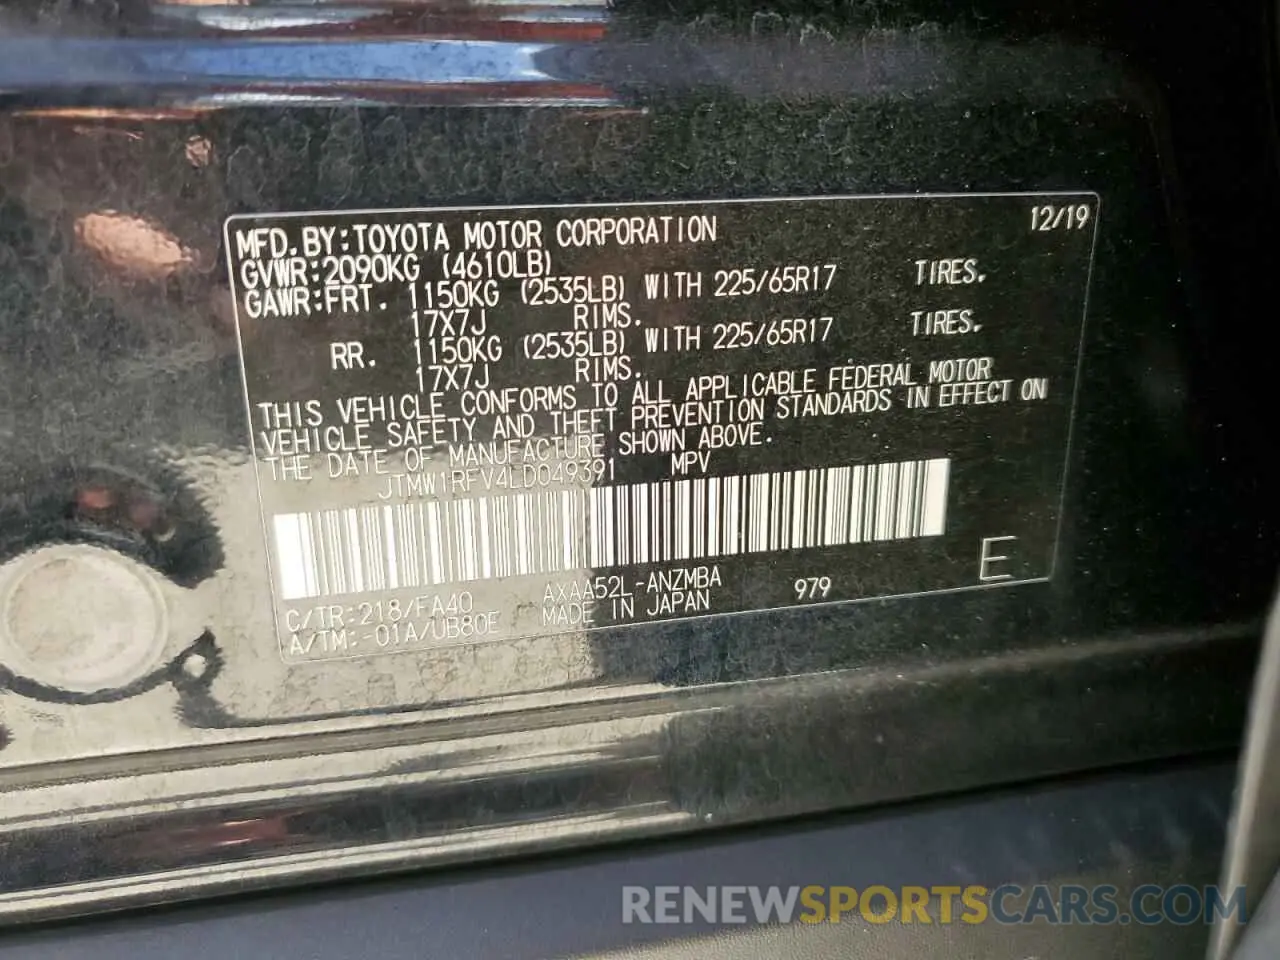 MFD. BY: TOYOTA MOTOR CORPORATION 12/19
GVWR: 2090KG (4610LB)
GAWR: FRT. 1150KG (2535LB) WITH 225/65R17 TIRES.
17X7J RIMS.
RR. 1150KG (2535LB) WITH 225/65R17 TIRES.
17X7J RIMS.
THIS VEHICLE CONFORMS TO ALL APPLICABLE FEDERAL MOTOR
VEHICLE SAFETY AND THEFT PREVENTION STANDARDS IN EFFECT ON
THE DATE OF MANUFACTURE SHOWN ABOVE.
JTMW1RFV4LD049391 MPV
C/TR: 218/FA40 AXAA52L-ANZMBA 979 E
A/TM: -01A/UB80E MADE IN JAPAN
RENEWSPORTSCARS.COM